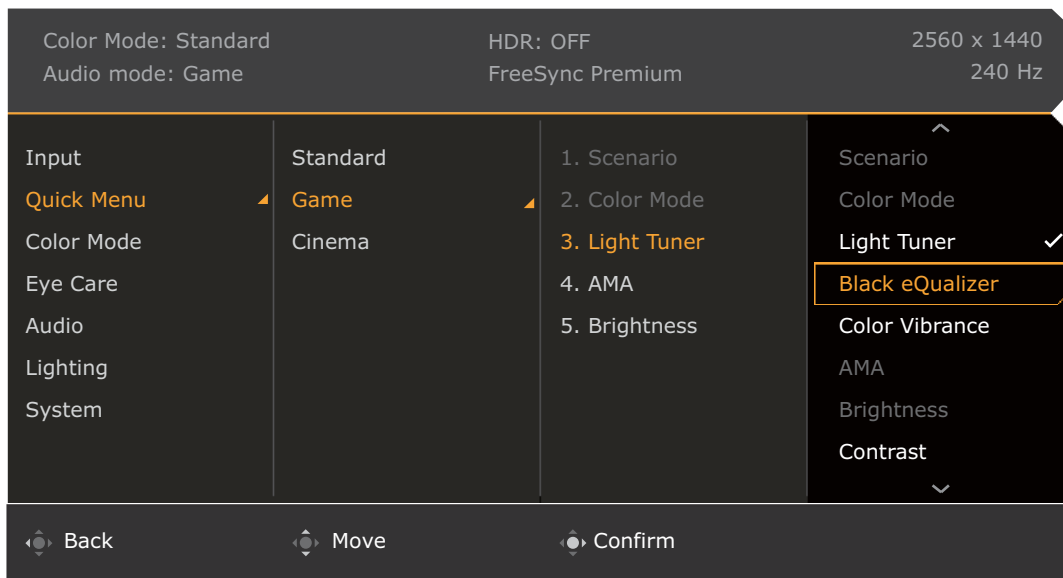 Color Mode: Standard
HDR: OFF
2560 x 1440
Audio mode: Game
FreeSync Premium
240 Hz
Input
Quick Menu
Color Mode
Eye Care
Audio
Lighting
System
Standard
Game
Cinema
1. Scenario
2. Color Mode
3. Light Tuner
4. AMA
5. Brightness
Scenario
Color Mode
Light Tuner
Black eQualizer
Color Vibrance
AMA
Brightness
Contrast
Back
Move
Confirm